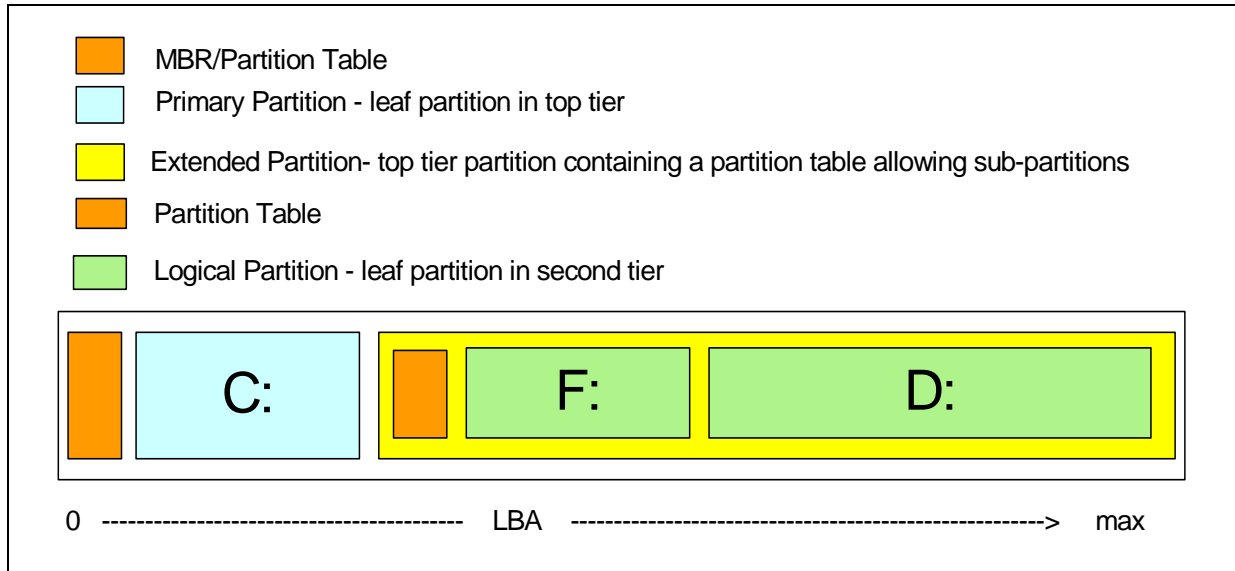 MBR/Partition Table
Primary Partition - leaf partition in top tier
Extended Partition- top tier partition containing a partition table allowing sub-partitions
Partition Table
Logical Partition - leaf partition in second tier
C: F: D:
0 ------------------------------------------ LBA -------------------------------------------------------> max